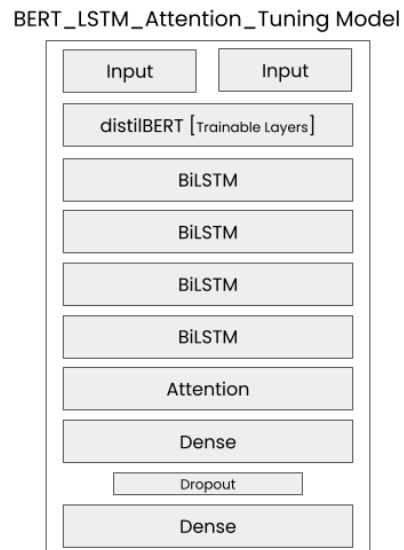 BERT_LSTM_Attention_Tuning Model
Input Input
distilBERT [Trainable Layers]
BiLSTM
BiLSTM
BiLSTM
BiLSTM
Attention
Dense
Dropout
Dense